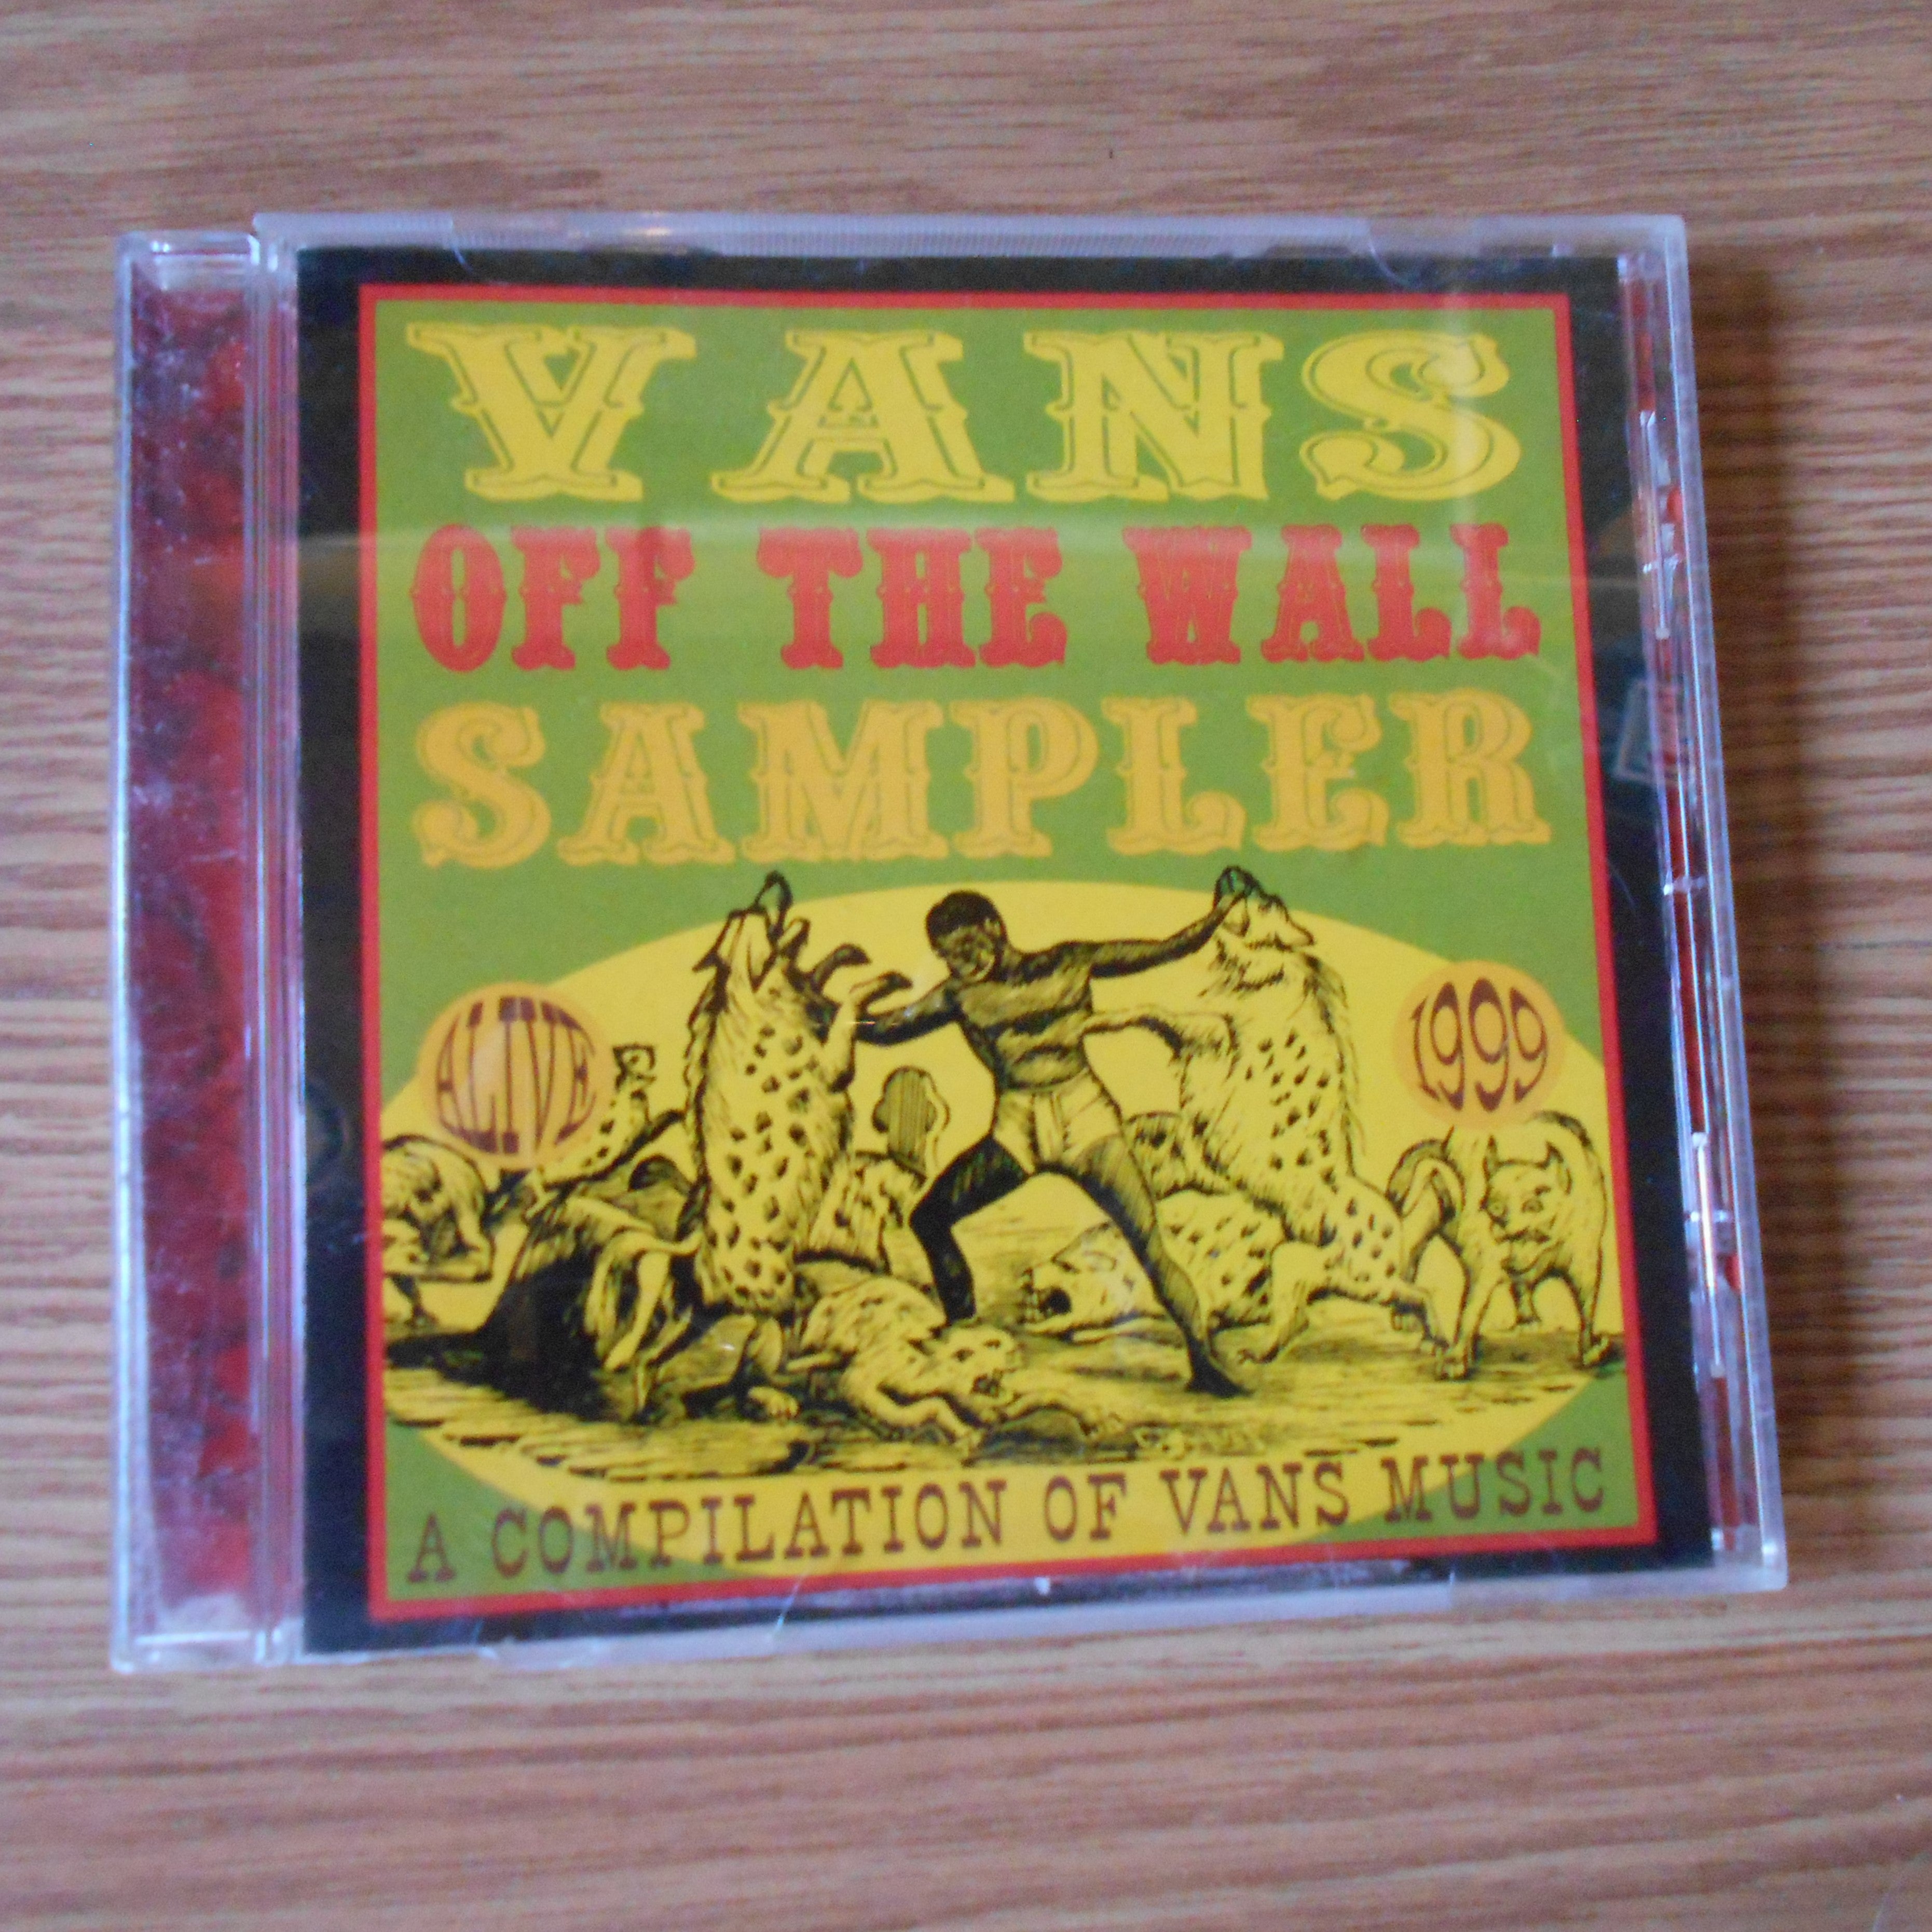 VANS
OFF THE WALL
SAMPLER
ALIVE
1999
A COMPILATION OF VANS MUSIC